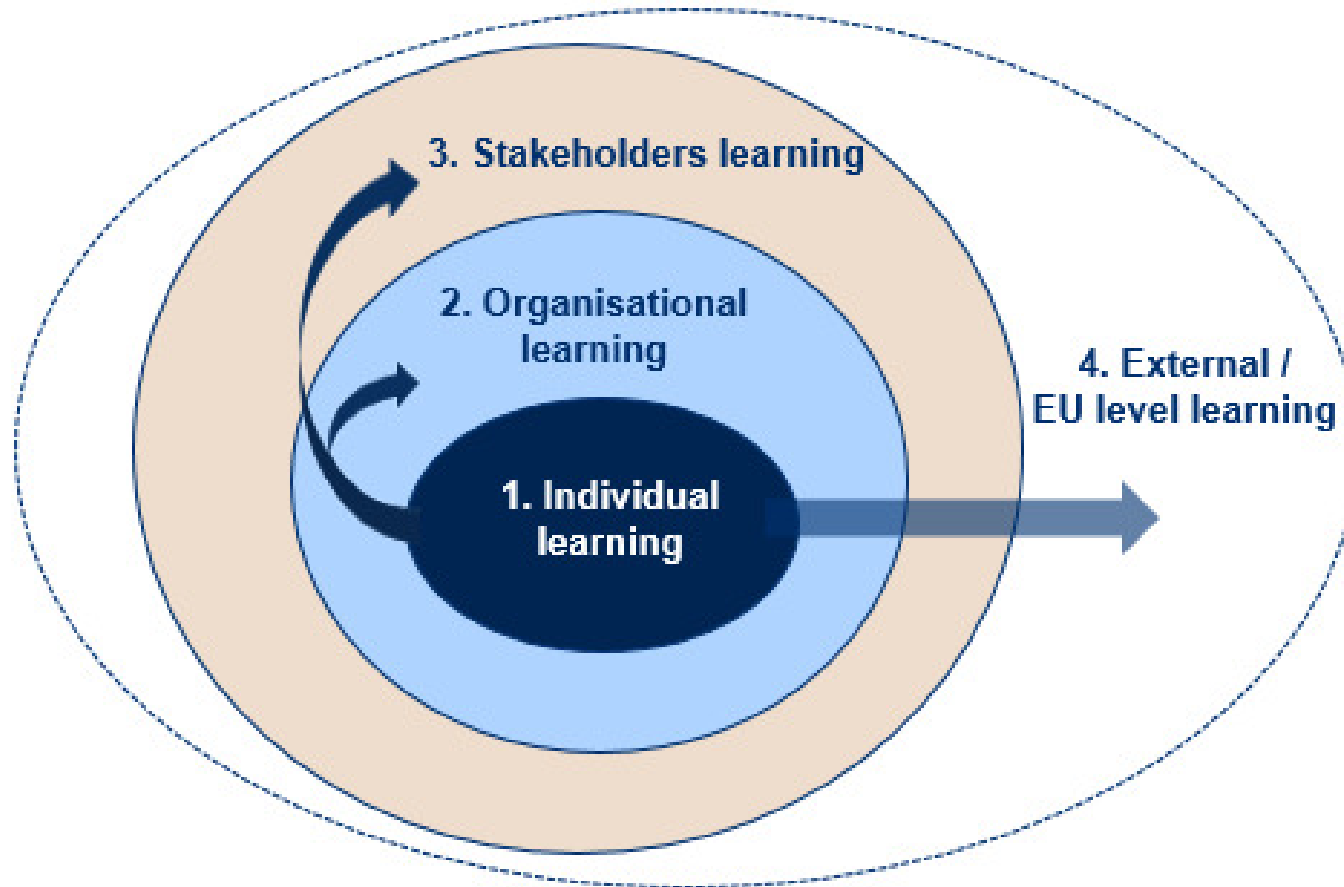 3. Stakeholders learning
2. Organisational
learning
4. External /
EU level learning
1. Individual
learning